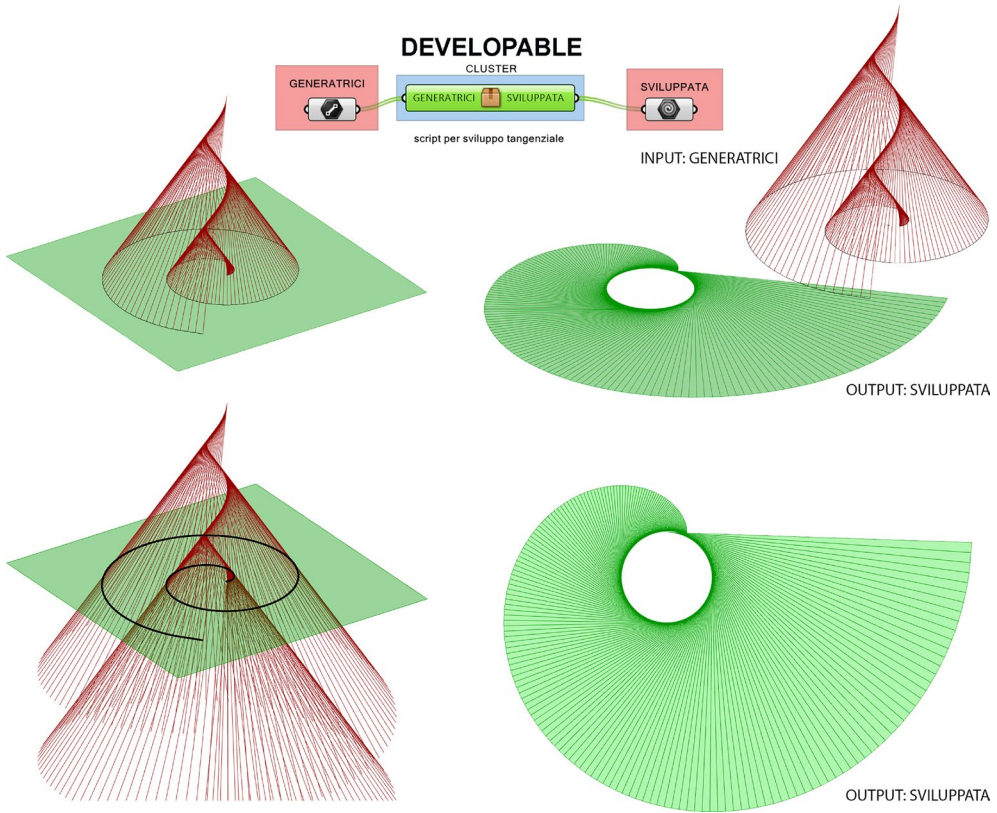 DEVELOPABLE
CLUSTER
GENERATRICI
GENERATRICI SVILUPPATA
SVILUPPATA
script per sviluppo tangenziale
INPUT: GENERATRICI
OUTPUT: SVILUPPATA
OUTPUT: SVILUPPATA